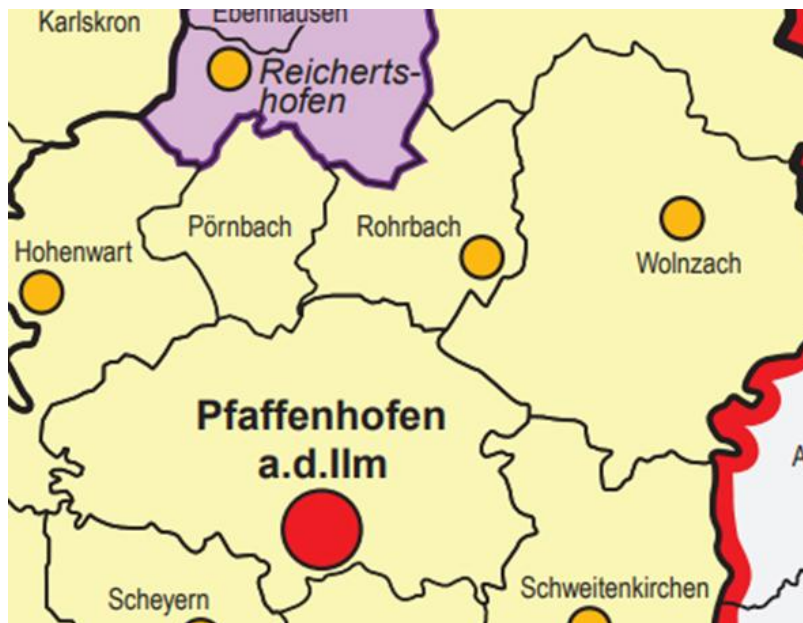 Ebenhausen
Karlskron
Reicherts-
hofen
Pörnbach
Rohrbach
Hohenwart
Wolnzach
Pfaffenhofen
a.d.Ilm
A
Schweitenkirchen
Scheyern